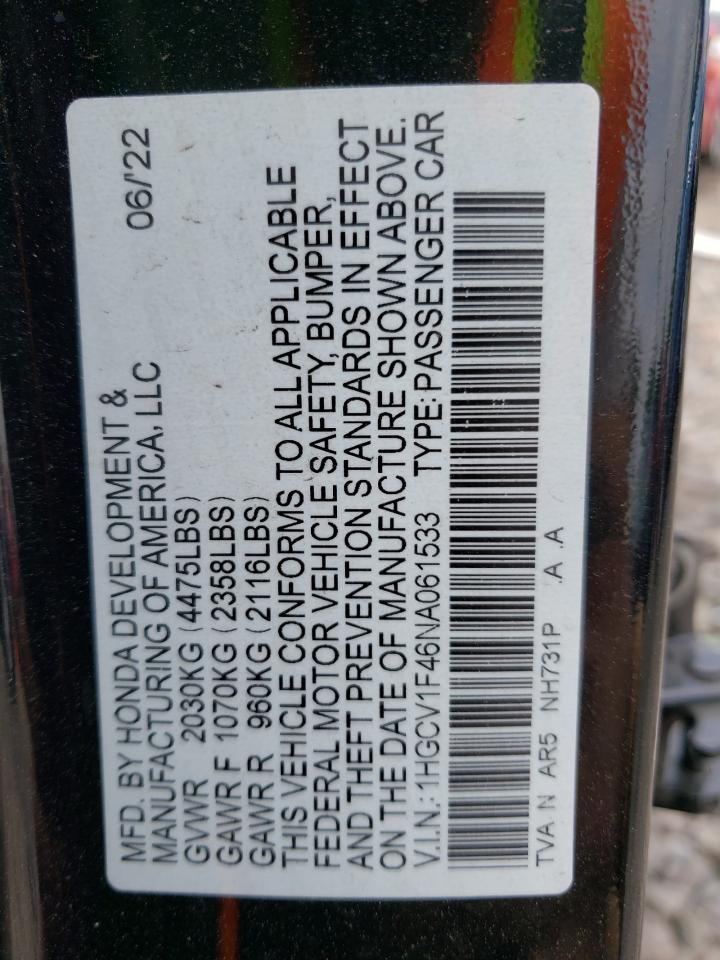 MFD. BY HONDA DEVELOPMENT & 06/'22
MANUFACTURING OF AMERICA, LLC
GVWR 2030KG (4475LBS)
GAWR F 1070KG (2358LBS)
GAWR R 960KG (2116LBS)
THIS VEHICLE CONFORMS TO ALL APPLICABLE
FEDERAL MOTOR VEHICLE SAFETY, BUMPER,
AND THEFT PREVENTION STANDARDS IN EFFECT
ON THE DATE OF MANUFACTURE SHOWN ABOVE.
V.I.N.: 1HGCV1F46NA061533 TYPE: PASSENGER CAR
TVA N AR5 NH731P .A .A